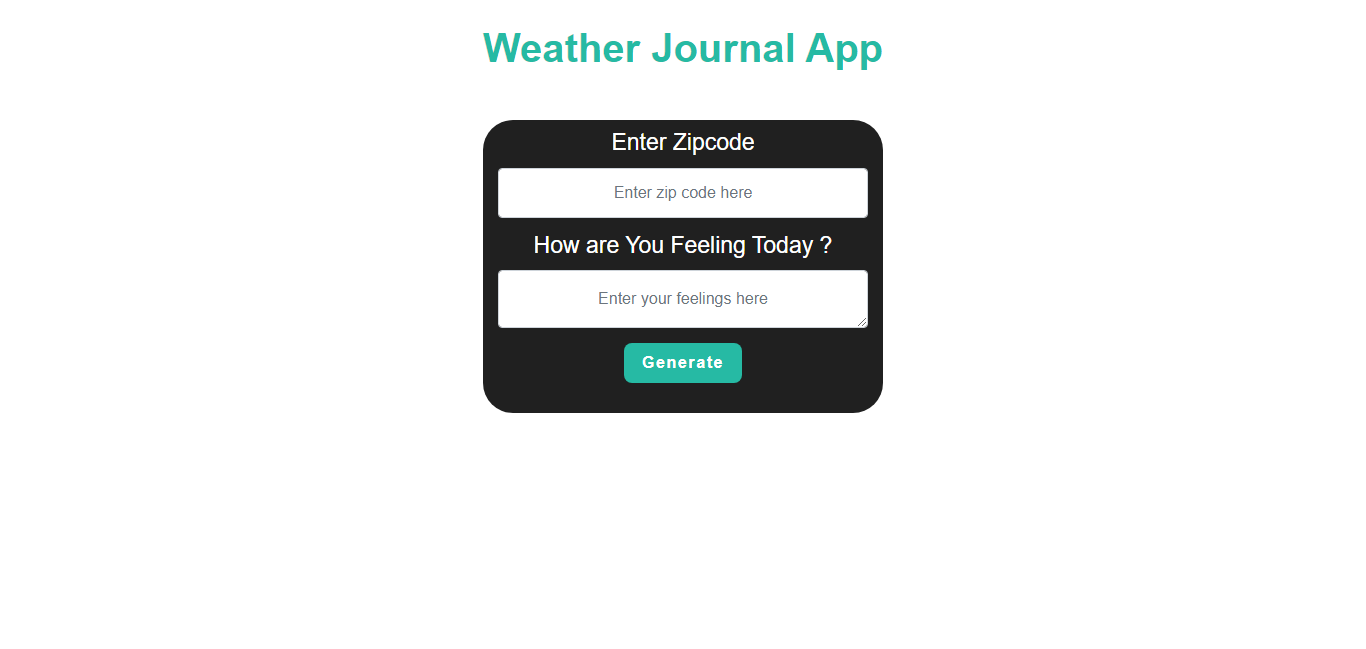 Weather Journal App
Enter Zipcode
Enter zip code here
How are You Feeling Today ?
Enter your feelings here
Generate